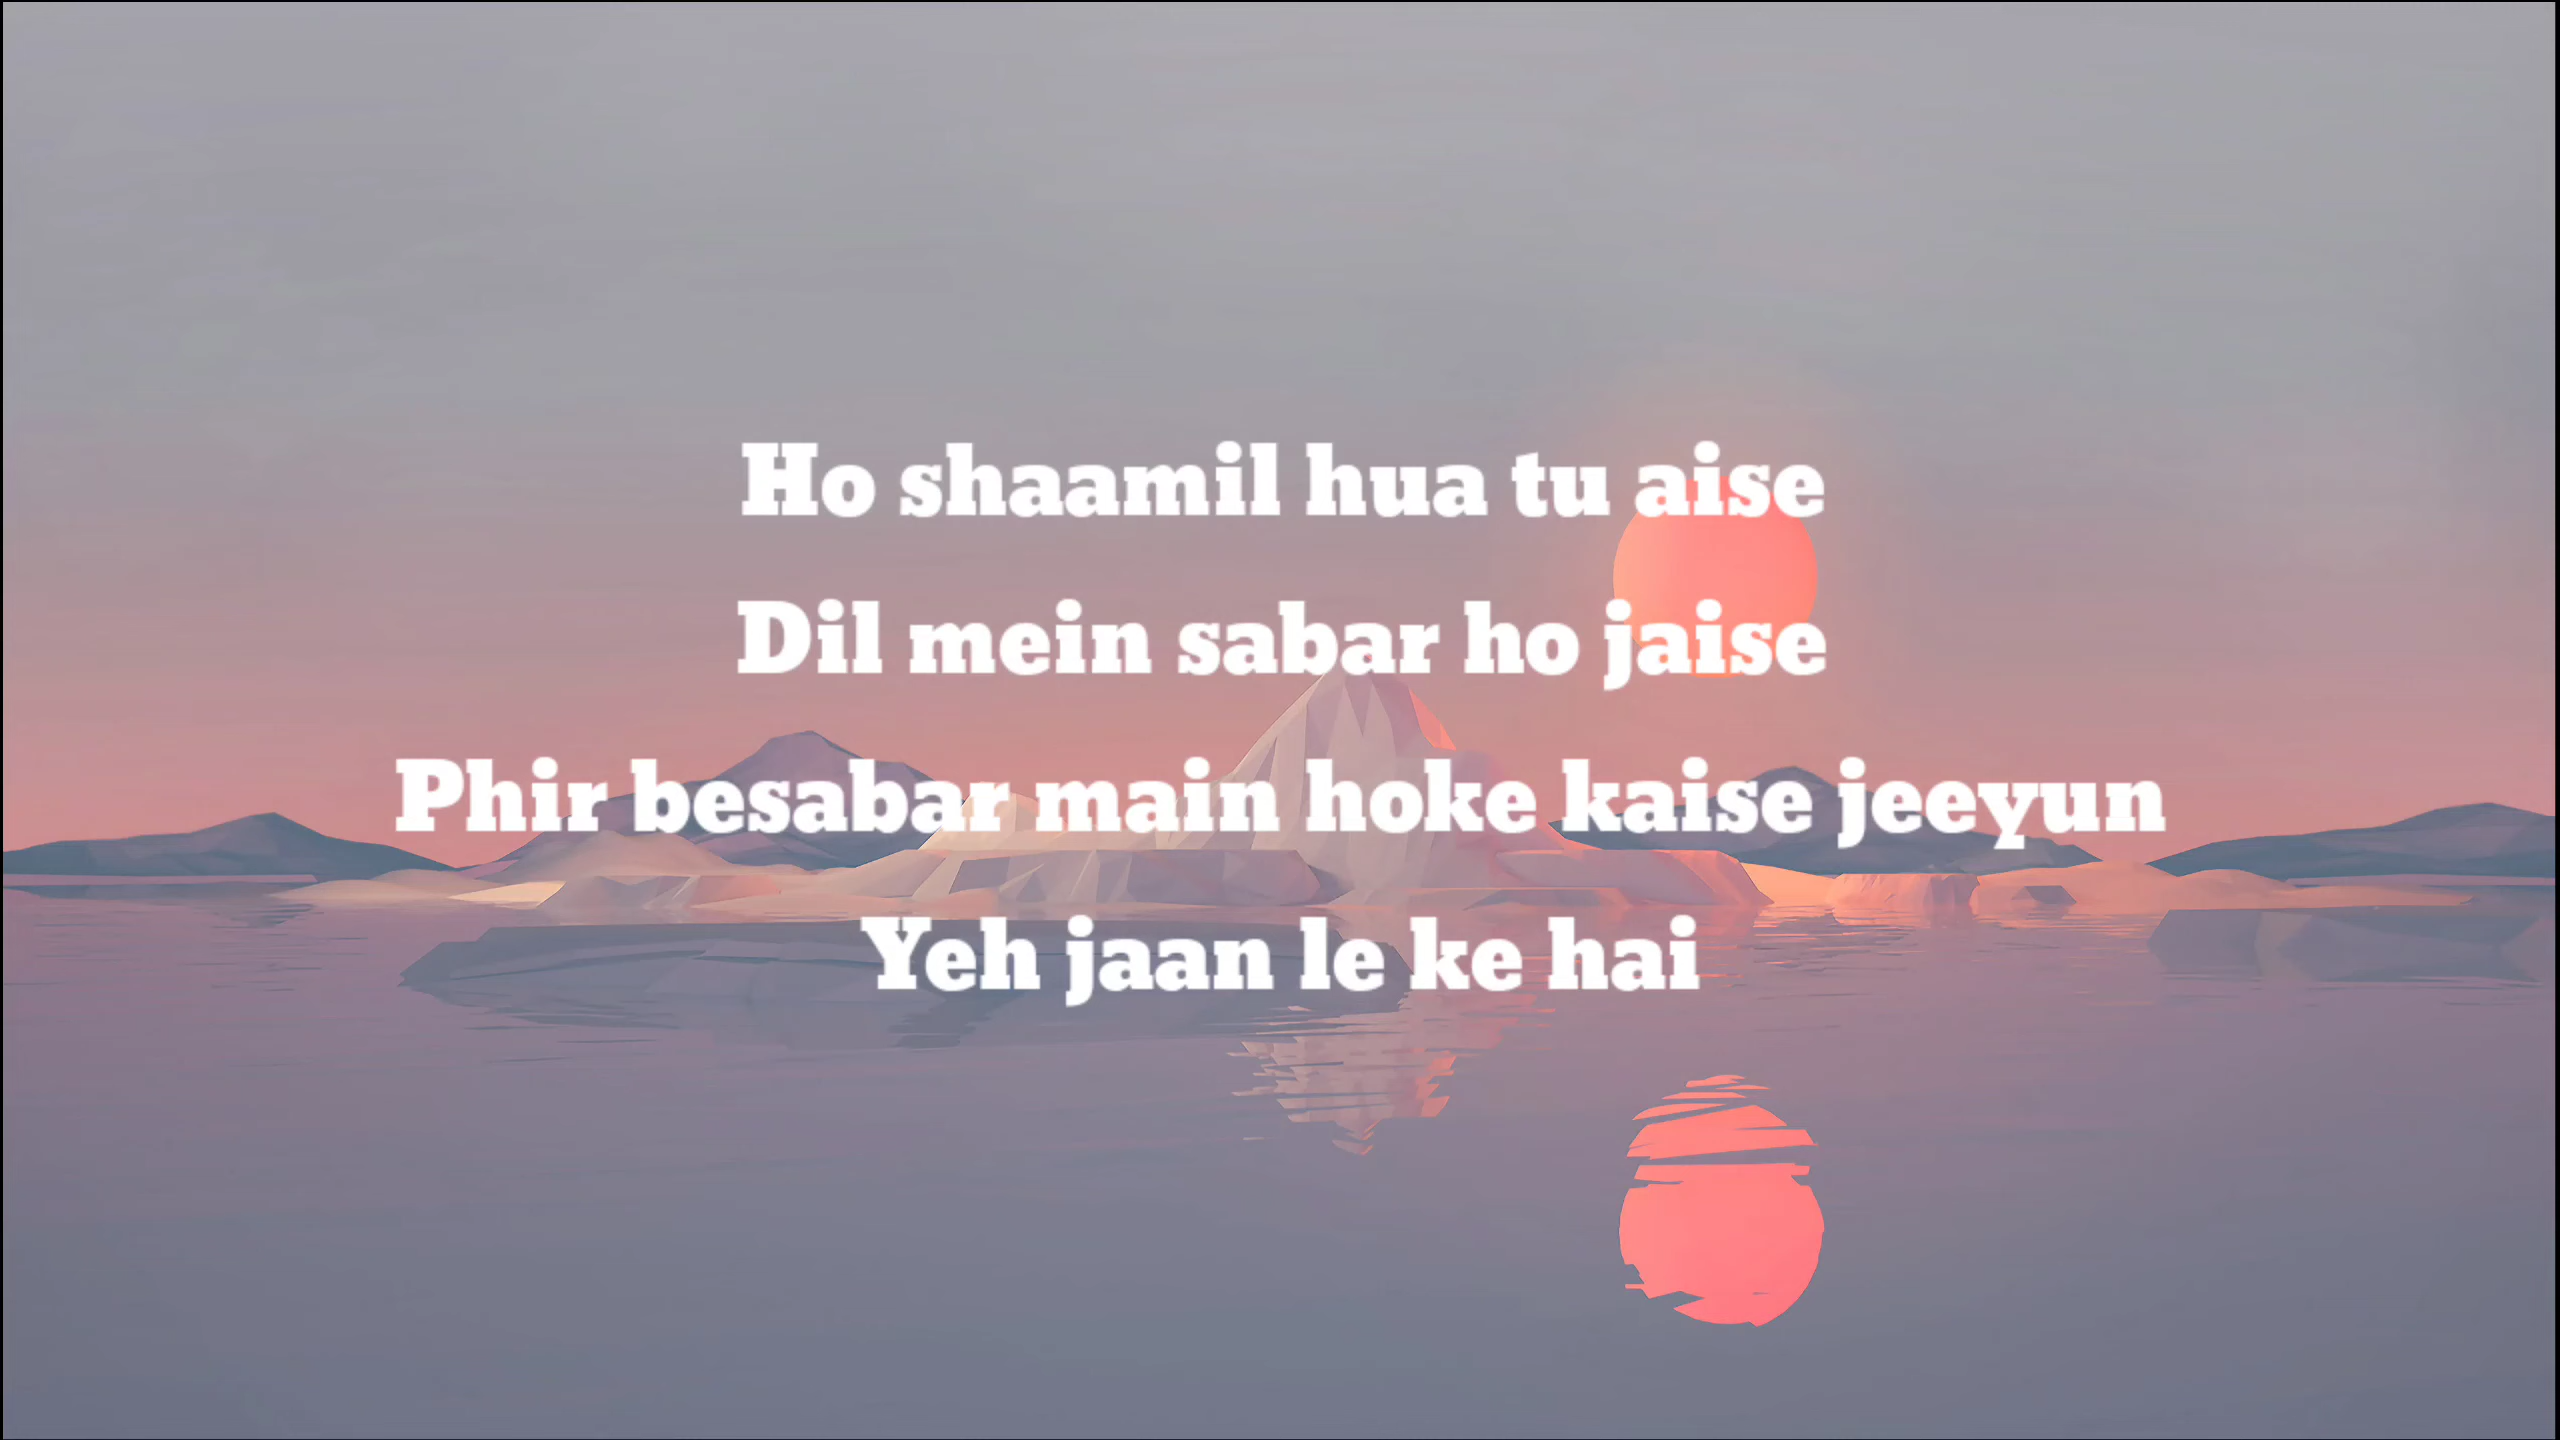 Ho shaamil hua tu aise
Dil mein sabar ho jaise
Phir besabar main hoke kaise jeeyun
Yeh jaan le ke hai